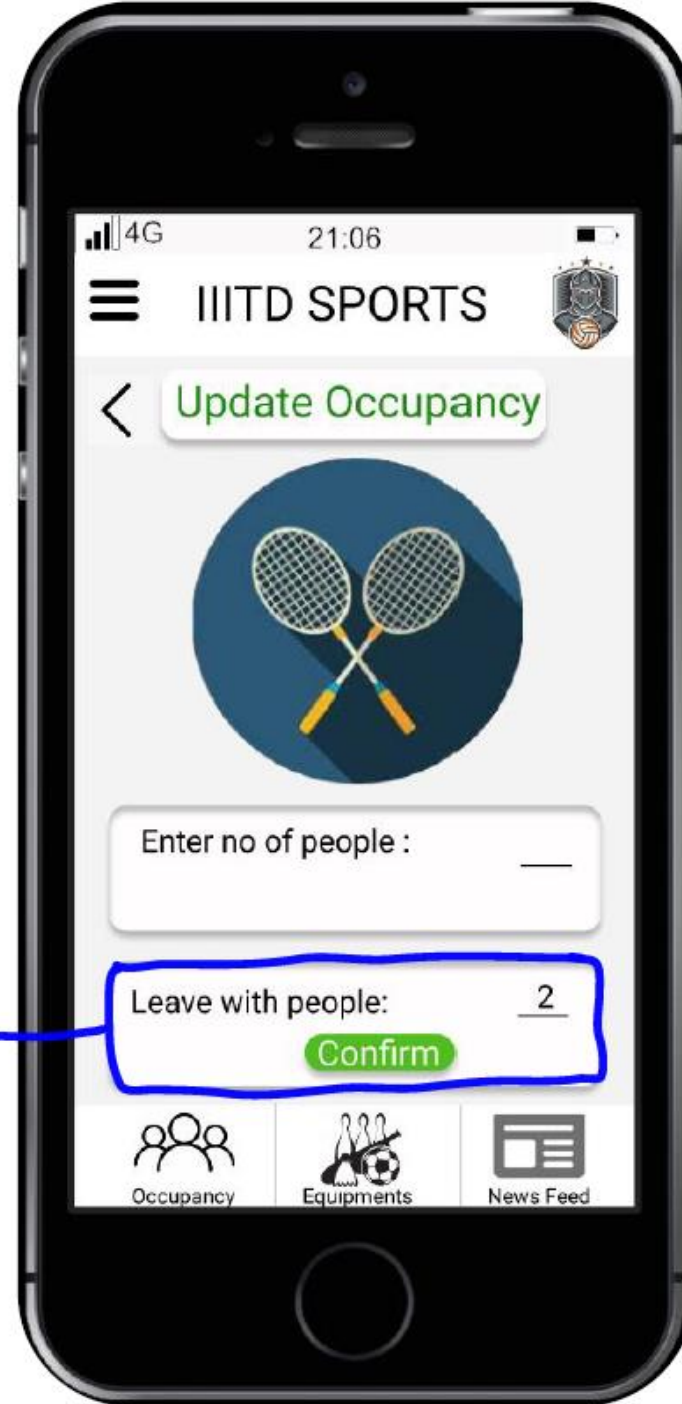 4G 21:06
IIITD SPORTS
Update Occupancy
Enter no of people :
Leave with people: 2
Confirm
Occupancy Equipments News Feed